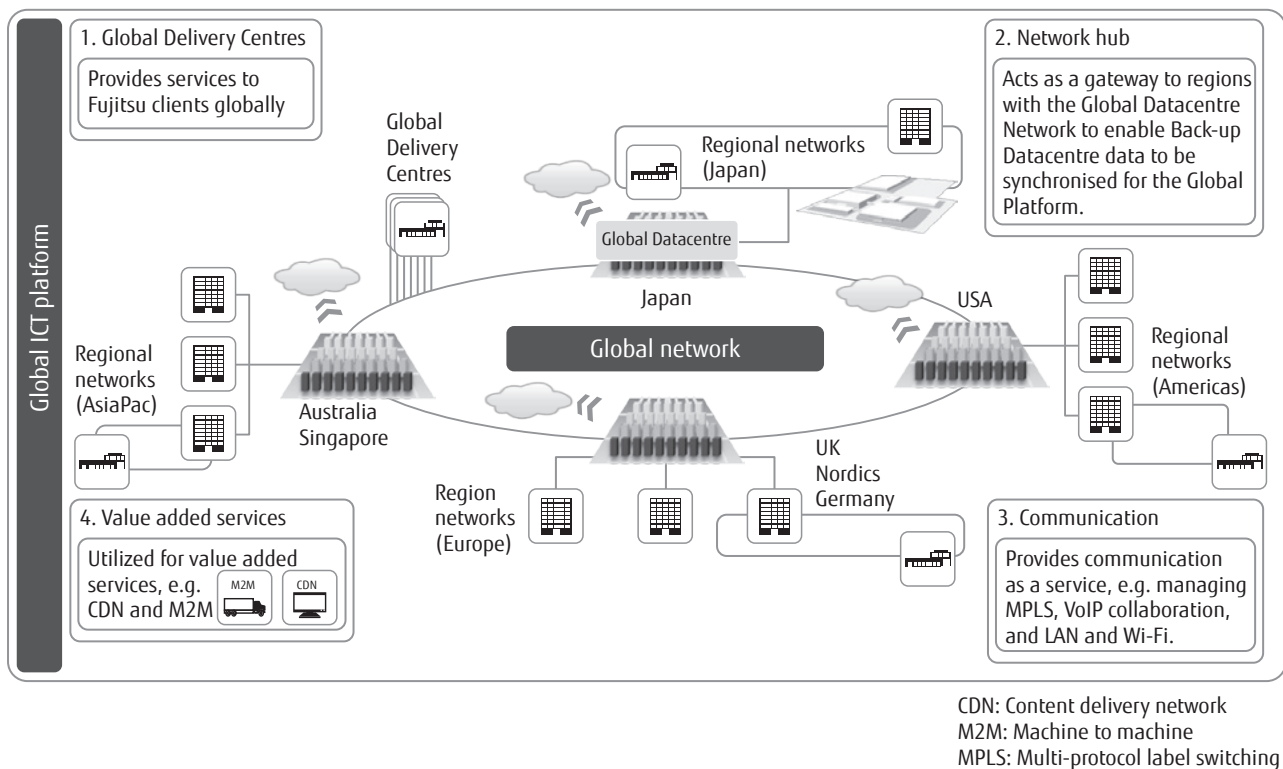 Global ICT platform
1. Global Delivery Centres
Provides services to
Fujitsu clients globally
2. Network hub
Acts as a gateway to regions
with the Global Datacentre
Network to enable Back-up
Datacentre data to be
synchronised for the Global
Platform.
Global
Delivery
Centres
Regional networks
(Japan)
Global Datacentre
Japan
USA
Global network
Regional
networks
(AsiaPac)
Australia
Singapore
Regional
networks
(Americas)
UK
Nordics
Germany
Region
networks
(Europe)
4. Value added services
Utilized for value added
services, e.g.
CDN and M2M
M2M
CDN
3. Communication
Provides communication
as a service, e.g. managing
MPLS, VoIP collaboration,
and LAN and Wi-Fi.
CDN: Content delivery network
M2M: Machine to machine
MPLS: Multi-protocol label switching